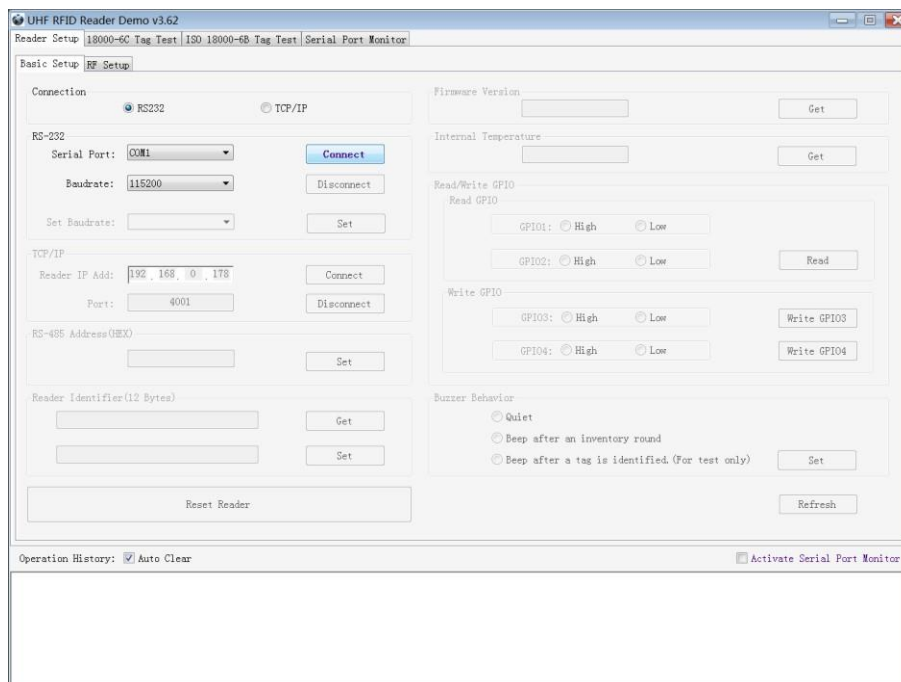 UHF RFID Reader Demo v3.62
Reader Setup 18000-6C Tag Test ISO 18000-6B Tag Test Serial Port Monitor
Basic Setup RF Setup
Connection
RS232 TCP/IP
RS-232
Serial Port: COM1 Connect
Baudrate: 115200 Disconnect
Set Baudrate: Set
TCP/IP
Reader IP Add: 192 . 168 . 0 . 178 Connect
Port: 4001 Disconnect
RS-485 Address(HEX)
Set
Reader Identifier(12 Bytes)
Get
Set
Reset Reader
Firmware Version
Get
Internal Temperature
Get
Read/Write GPIO
Read GPIO
GPIO1: High Low
GPIO2: High Low Read
Write GPIO
GPIO3: High Low Write GPIO3
GPIO4: High Low Write GPIO4
Buzzer Behavior
Quiet
Beep after an inventory round
Beep after a tag is identified.(For test only) Set
Refresh
Operation History: Auto Clear Activate Serial Port Monitor